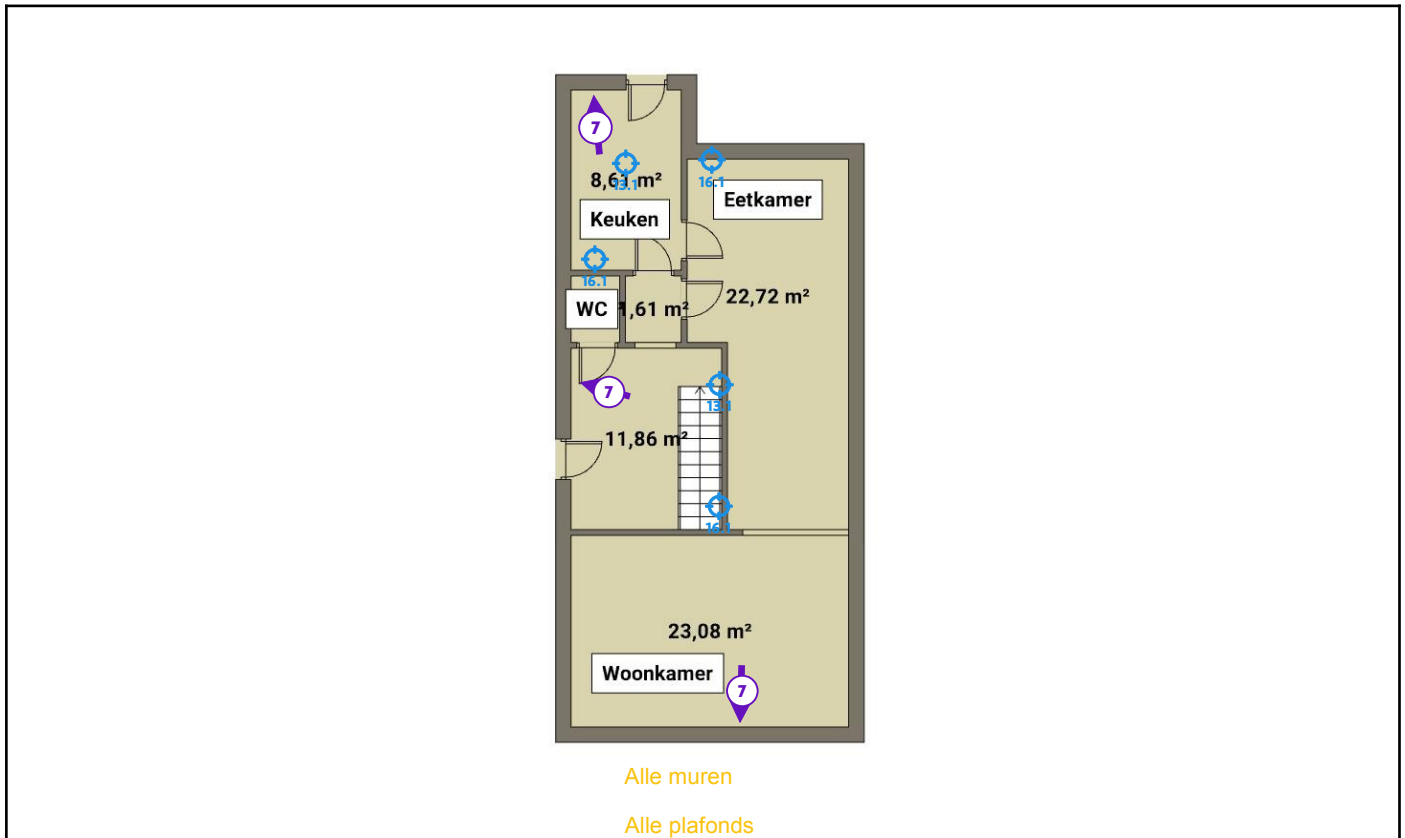 7
8,61 m²
13.1
16.1
Eetkamer
Keuken
16.1
WC
1,61 m²
22,72 m²
7
13.1
11,86 m²
16.1
23,08 m²
Woonkamer
7
Alle muren
Alle plafonds